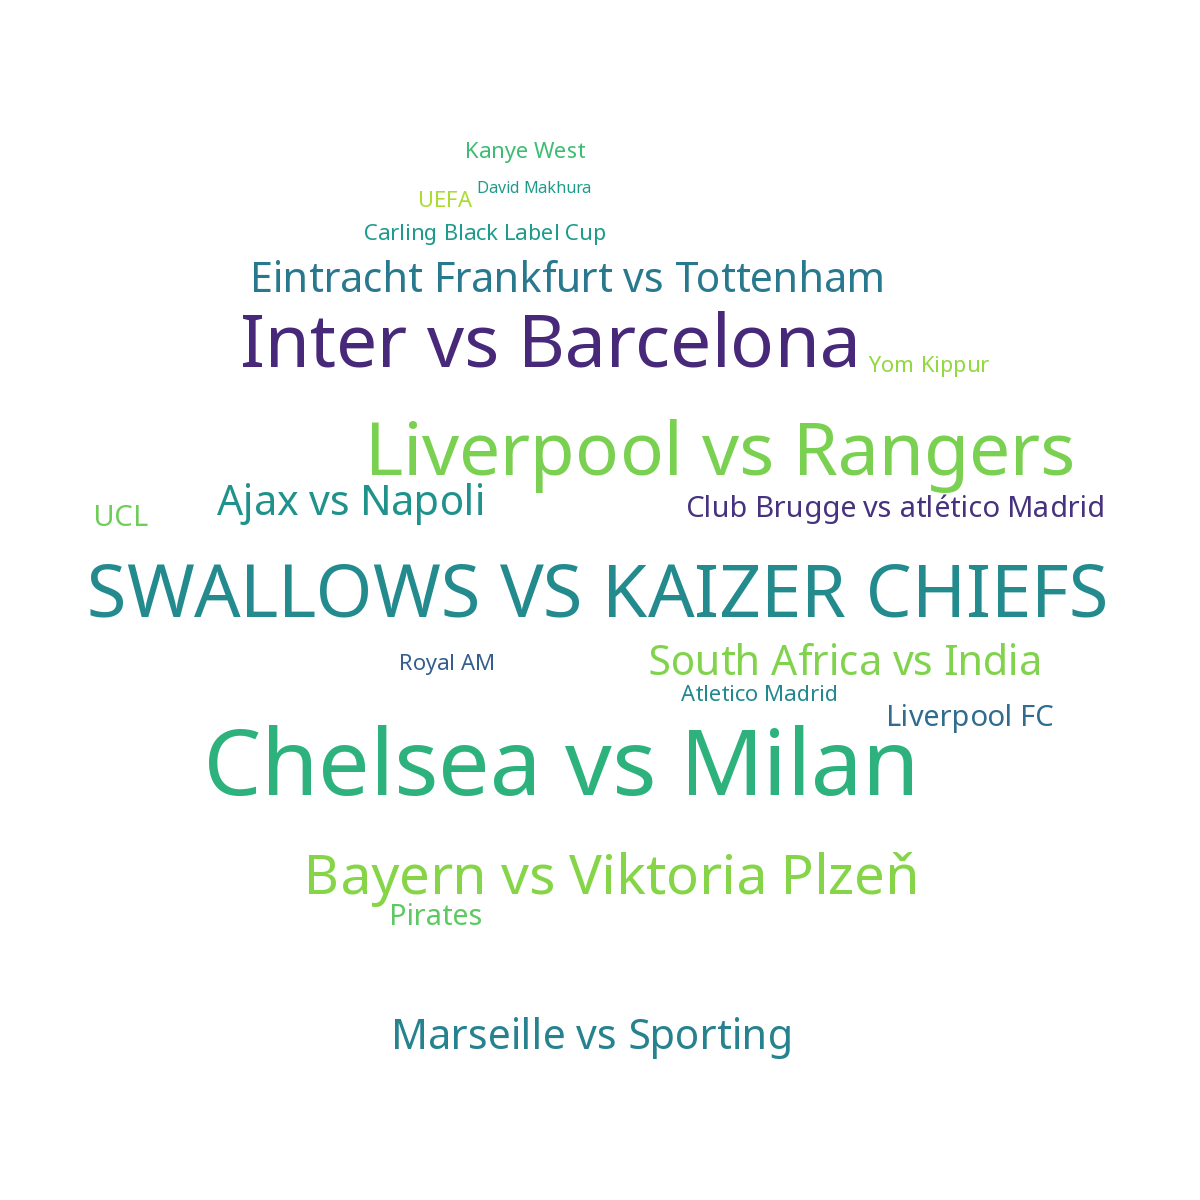 Kanye West
David Makhura
UEFA
Carling Black Label Cup
Eintracht Frankfurt vs Tottenham
Inter vs Barcelona
Yom Kippur
Liverpool vs Rangers
Ajax vs Napoli
Club Brugge vs atlético Madrid
UCL
SWALLOWS VS KAIZER CHIEFS
Royal AM
South Africa vs India
Atletico Madrid
Liverpool FC
Chelsea vs Milan
Bayern vs Viktoria Plzeň
Pirates
Marseille vs Sporting